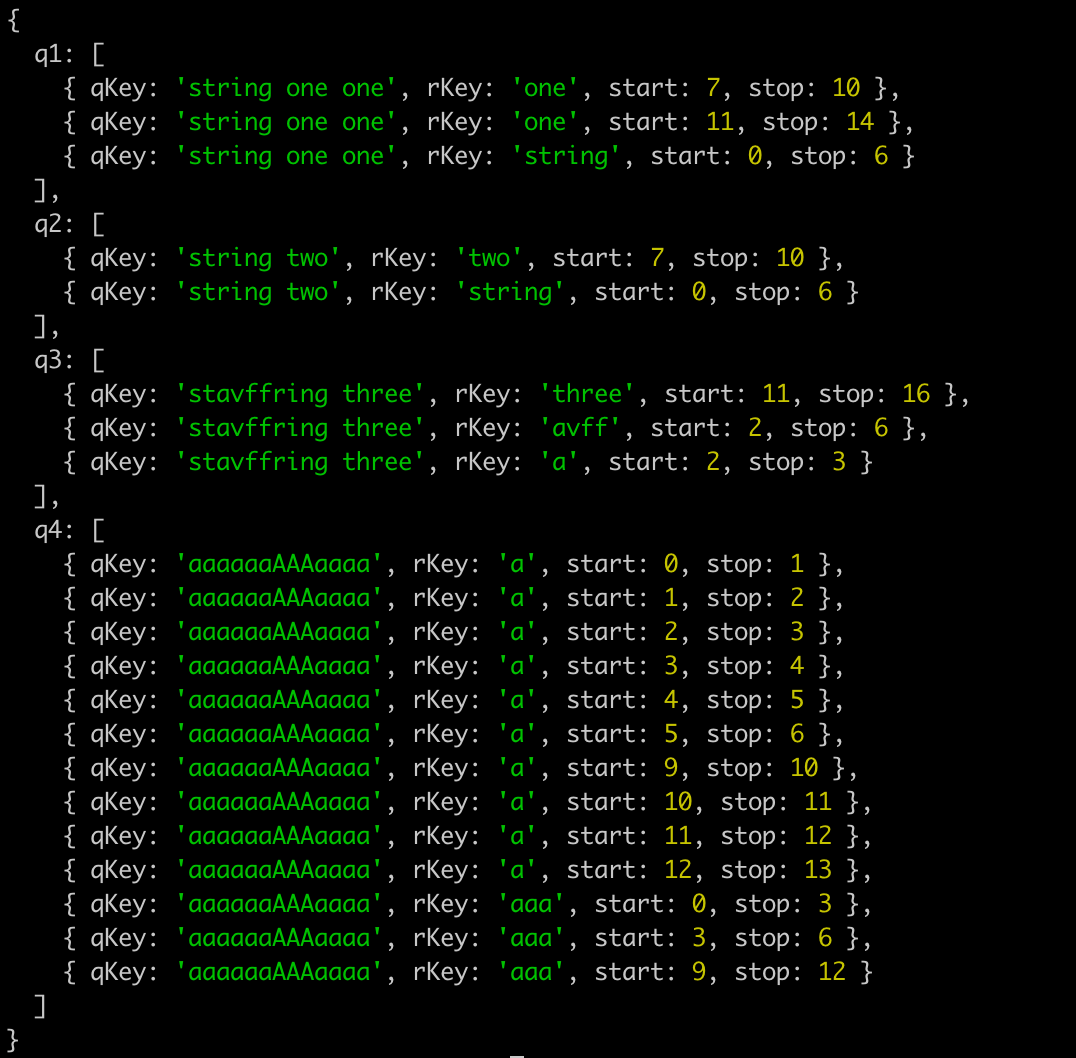 {
  q1: [
    { qKey: 'string one one', rKey: 'one', start: 7, stop: 10 },
    { qKey: 'string one one', rKey: 'one', start: 11, stop: 14 },
    { qKey: 'string one one', rKey: 'string', start: 0, stop: 6 }
  ],
  q2: [
    { qKey: 'string two', rKey: 'two', start: 7, stop: 10 },
    { qKey: 'string two', rKey: 'string', start: 0, stop: 6 }
  ],
  q3: [
    { qKey: 'stavffring three', rKey: 'three', start: 11, stop: 16 },
    { qKey: 'stavffring three', rKey: 'avff', start: 2, stop: 6 },
    { qKey: 'stavffring three', rKey: 'a', start: 2, stop: 3 }
  ],
  q4: [
    { qKey: 'aaaaaaAAAaaaa', rKey: 'a', start: 0, stop: 1 },
    { qKey: 'aaaaaaAAAaaaa', rKey: 'a', start: 1, stop: 2 },
    { qKey: 'aaaaaaAAAaaaa', rKey: 'a', start: 2, stop: 3 },
    { qKey: 'aaaaaaAAAaaaa', rKey: 'a', start: 3, stop: 4 },
    { qKey: 'aaaaaaAAAaaaa', rKey: 'a', start: 4, stop: 5 },
    { qKey: 'aaaaaaAAAaaaa', rKey: 'a', start: 5, stop: 6 },
    { qKey: 'aaaaaaAAAaaaa', rKey: 'a', start: 9, stop: 10 },
    { qKey: 'aaaaaaAAAaaaa', rKey: 'a', start: 10, stop: 11 },
    { qKey: 'aaaaaaAAAaaaa', rKey: 'a', start: 11, stop: 12 },
    { qKey: 'aaaaaaAAAaaaa', rKey: 'a', start: 12, stop: 13 },
    { qKey: 'aaaaaaAAAaaaa', rKey: 'aaa', start: 0, stop: 3 },
    { qKey: 'aaaaaaAAAaaaa', rKey: 'aaa', start: 3, stop: 6 },
    { qKey: 'aaaaaaAAAaaaa', rKey: 'aaa', start: 9, stop: 12 }
  ]
}